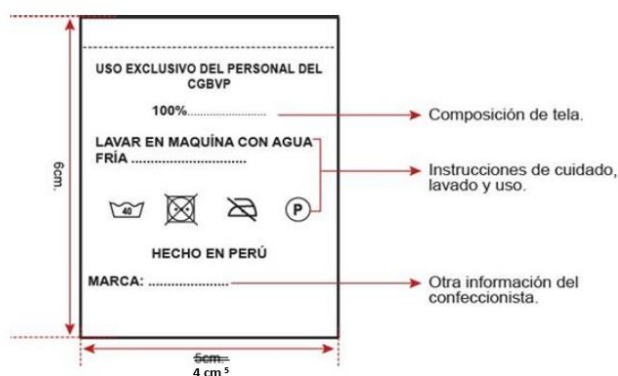 USO EXCLUSIVO DEL PERSONAL DEL
CGBVP
100%........................
Composición de tela.
LAVAR EN MAQUÍNA CON AGUA
FRÍA .............................
Instrucciones de cuidado,
lavado y uso.
6cm.
40
P
HECHO EN PERÚ
MARCA: ....................
Otra información del
confeccionista.
5cm.
4 cm ⁵